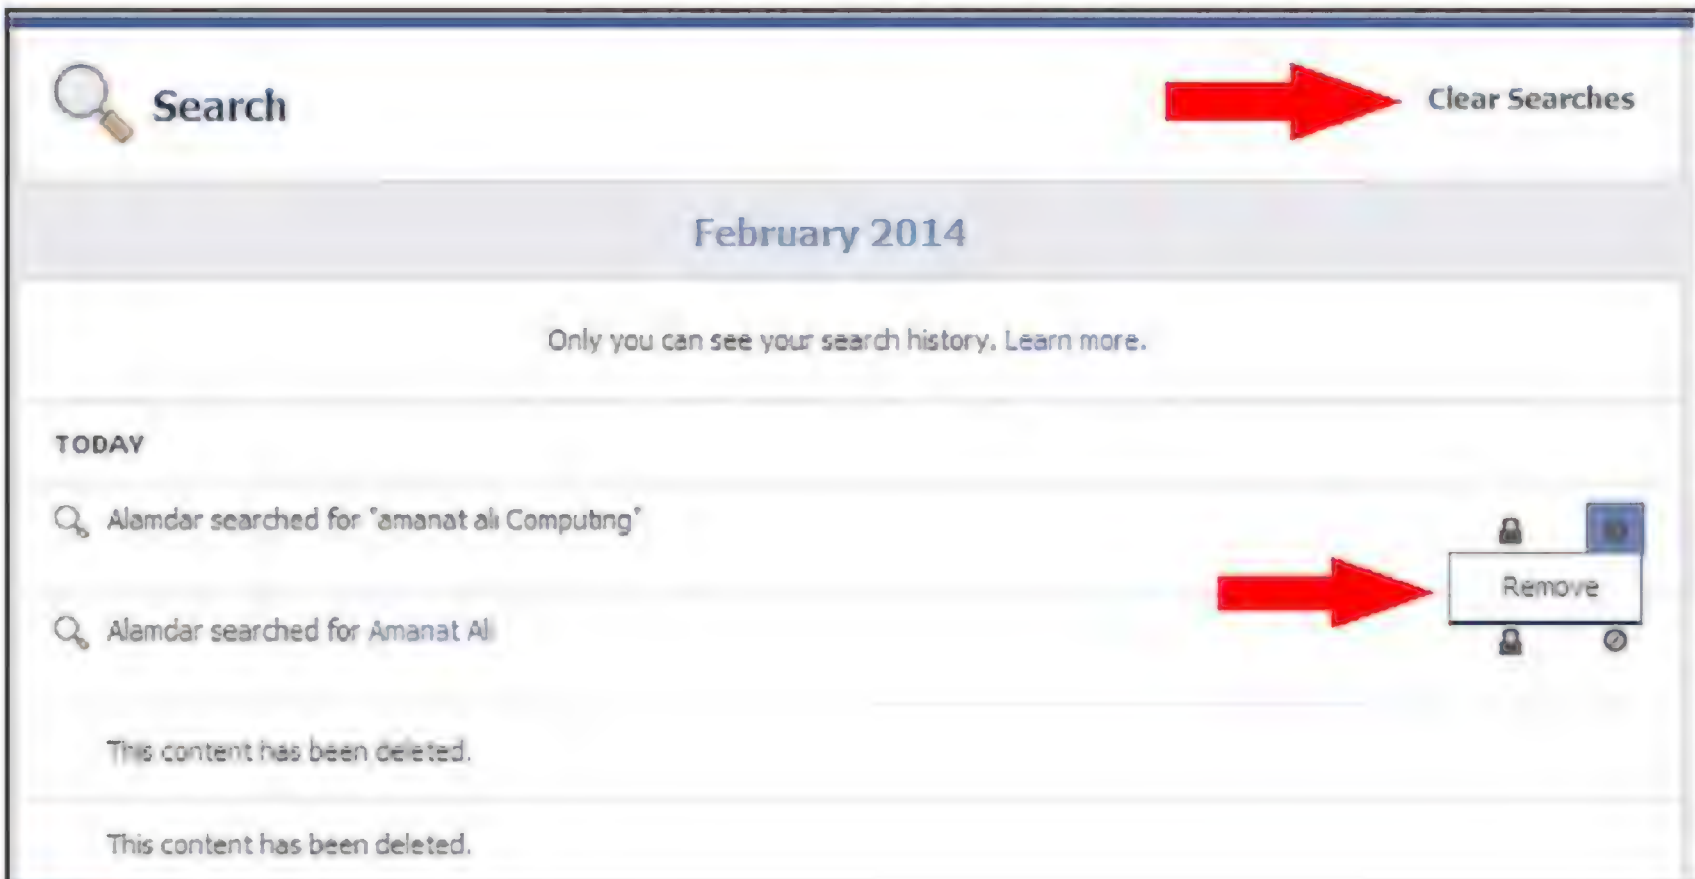 Search
Clear Searches
February 2014
Only you can see your search history. Learn more.
TODAY
Alamdar searched for "amanat ali Computing"
Remove
Alamdar searched for Amanat Ali
This content has been deleted.
This content has been deleted.